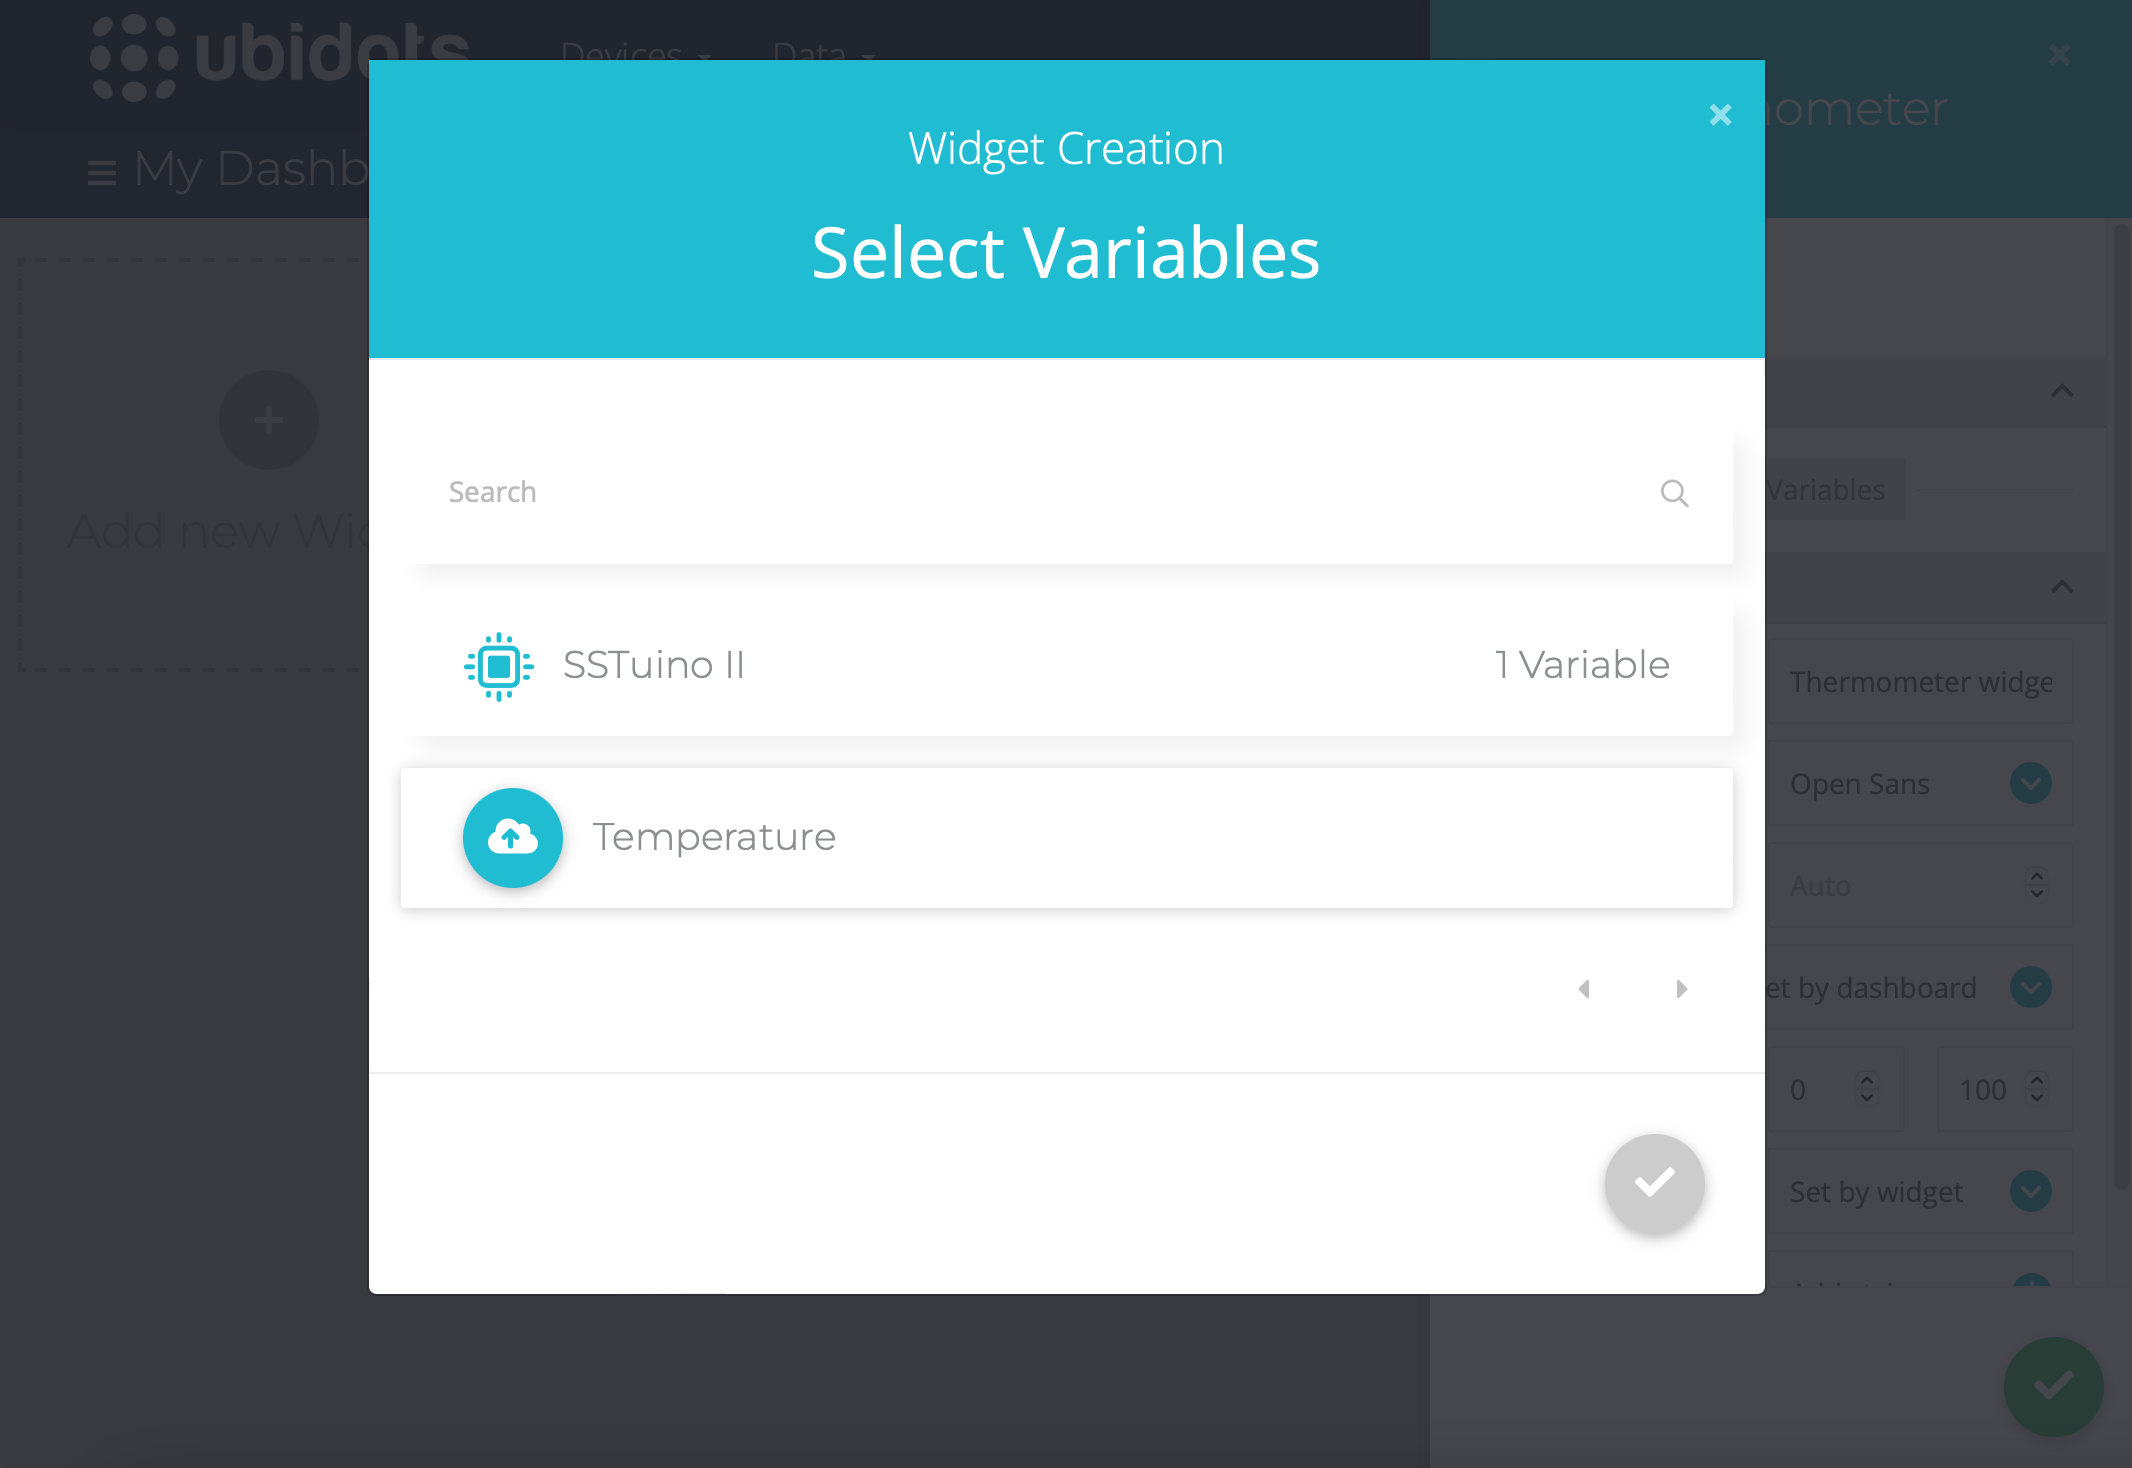 ubidots
Devices
Data
My Dashb
ometer
Widget Creation
Select Variables
Add new Wi
Search
Variables
SSTuino II
1 Variable
Thermometer widge
Open Sans
Temperature
Auto
et by dashboard
0
100
Set by widget